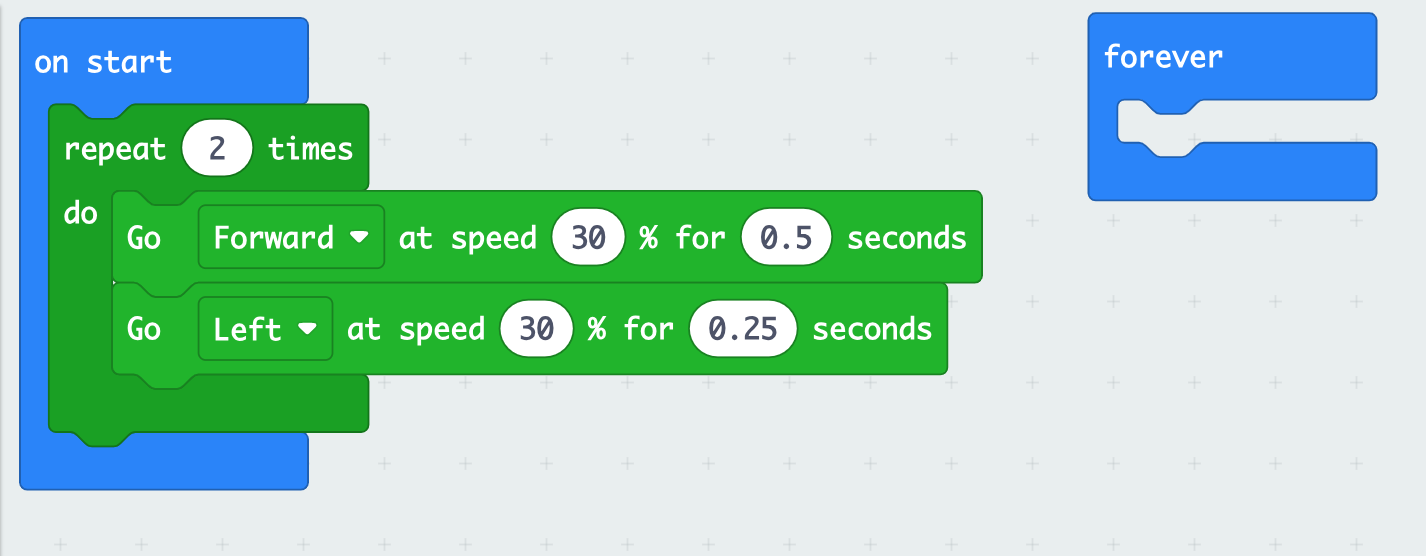 on start
repeat 2 times
do
Go Forward at speed 30 % for 0.5 seconds
Go Left at speed 30 % for 0.25 seconds
forever